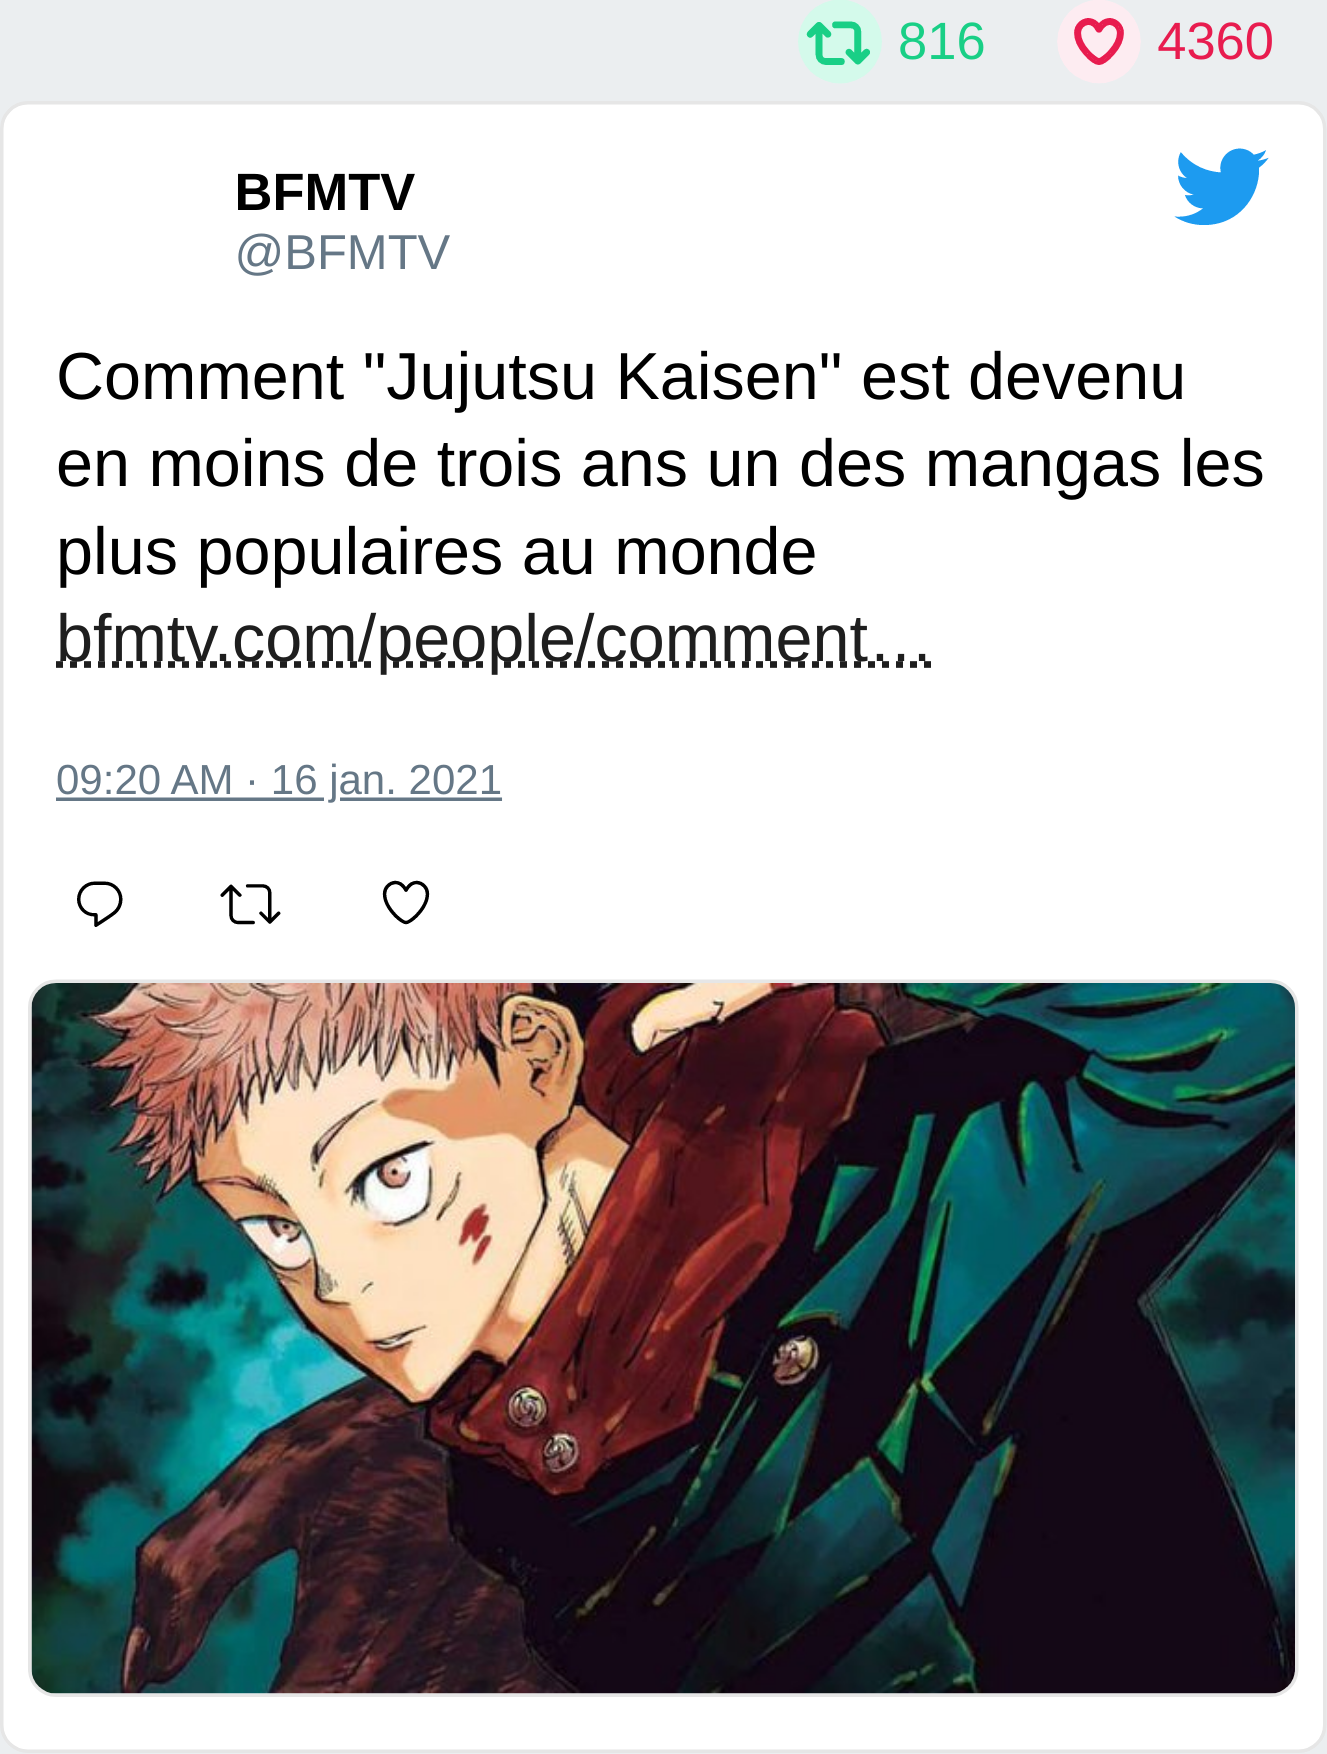 816 4360
BFMTV
@BFMTV
Comment "Jujutsu Kaisen" est devenu
en moins de trois ans un des mangas les
plus populaires au monde
bfmtv.com/people/comment…
09:20 AM · 16 jan. 2021